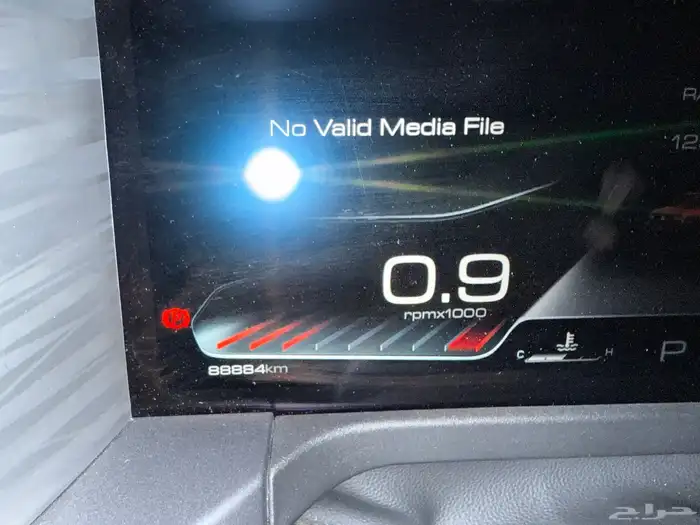 No Valid Media File
0.9
rpmx1000
88884km
C
H
P
حراج